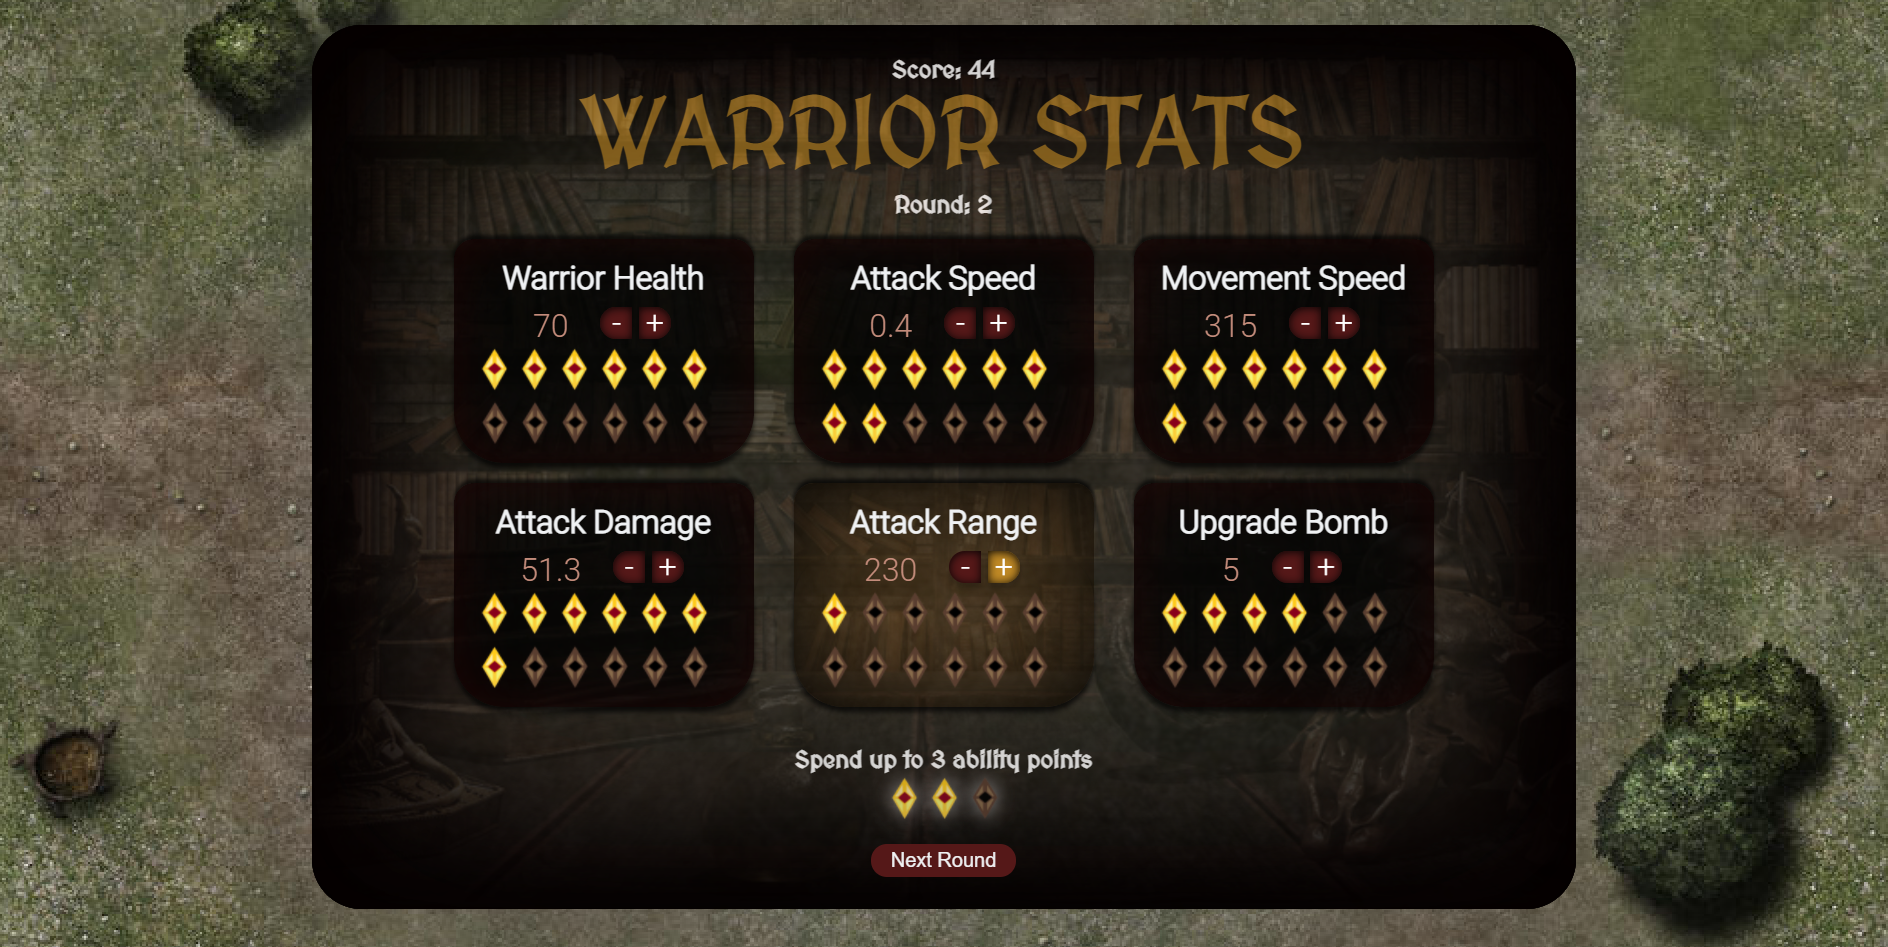 Score: 44
WARRIOR STATS
Round: 2
Warrior Health
70 - +
Attack Speed
0.4 - +
Movement Speed
315 - +
Attack Damage
51.3 - +
Attack Range
230 - +
Upgrade Bomb
5 - +
Spend up to 3 ability points
Next Round